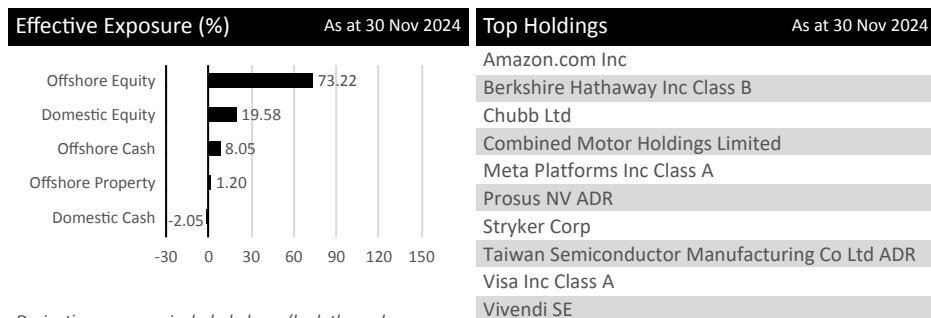 Effective Exposure (%) As at 30 Nov 2024
Offshore Equity 73.22
Domestic Equity 19.58
Offshore Cash 8.05
Offshore Property 1.20
Domestic Cash -2.05
-30 0 30 60 90 120 150
Top Holdings As at 30 Nov 2024
Amazon.com Inc
Berkshire Hathaway Inc Class B
Chubb Ltd
Combined Motor Holdings Limited
Meta Platforms Inc Class A
Prosus NV ADR
Stryker Corp
Taiwan Semiconductor Manufacturing Co Ltd ADR
Visa Inc Class A
Vivendi SE